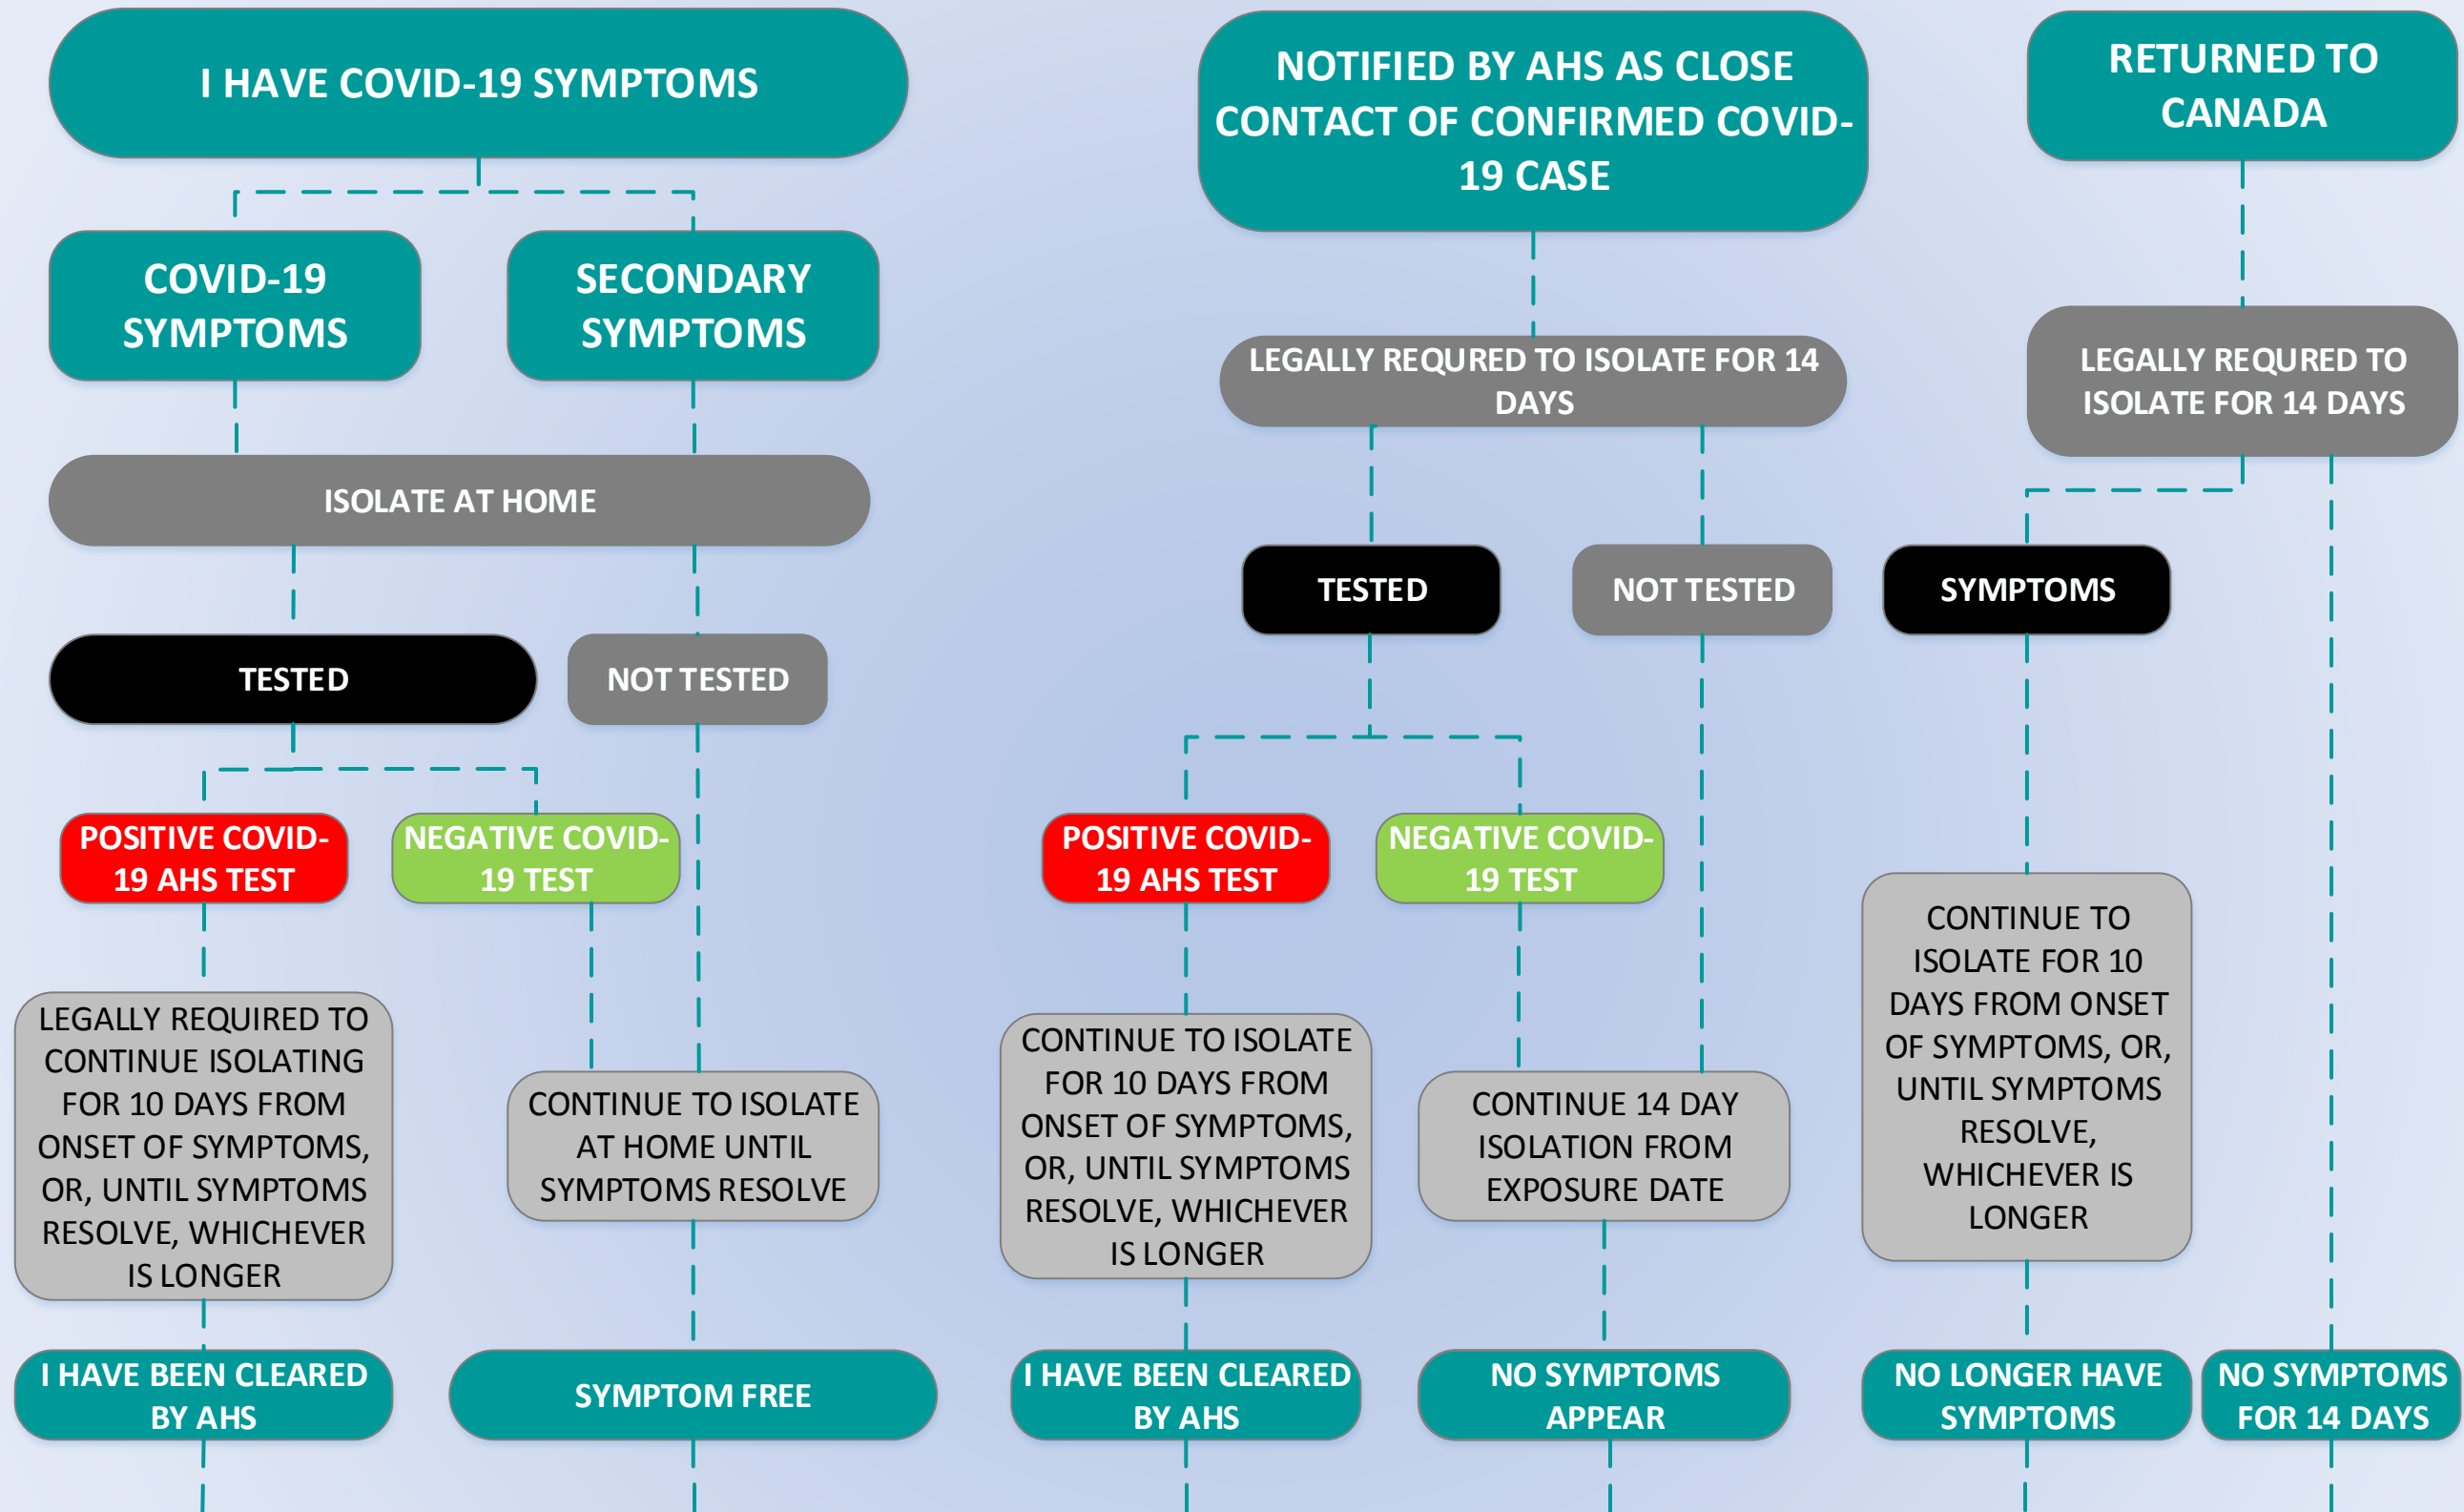 I HAVE COVID-19 SYMPTOMS
NOTIFIED BY AHS AS CLOSE
CONTACT OF CONFIRMED COVID-
19 CASE
RETURNED TO
CANADA
COVID-19
SYMPTOMS
SECONDARY
SYMPTOMS
LEGALLY REQURED TO ISOLATE FOR 14
DAYS
LEGALLY REQURED TO
ISOLATE FOR 14 DAYS
ISOLATE AT HOME
TESTED
NOT TESTED
SYMPTOMS
TESTED
NOT TESTED
POSITIVE COVID-
19 AHS TEST
NEGATIVE COVID-
19 TEST
POSITIVE COVID-
19 AHS TEST
NEGATIVE COVID-
19 TEST
LEGALLY REQUIRED TO
CONTINUE ISOLATING
FOR 10 DAYS FROM
ONSET OF SYMPTOMS,
OR, UNTIL SYMPTOMS
RESOLVE, WHICHEVER
IS LONGER
CONTINUE TO ISOLATE
AT HOME UNTIL
SYMPTOMS RESOLVE
CONTINUE TO ISOLATE
FOR 10 DAYS FROM
ONSET OF SYMPTOMS,
OR, UNTIL SYMPTOMS
RESOLVE, WHICHEVER
IS LONGER
CONTINUE 14 DAY
ISOLATION FROM
EXPOSURE DATE
CONTINUE TO
ISOLATE FOR 10
DAYS FROM ONSET
OF SYMPTOMS, OR,
UNTIL SYMPTOMS
RESOLVE,
WHICHEVER IS
LONGER
I HAVE BEEN CLEARED
BY AHS
SYMPTOM FREE
I HAVE BEEN CLEARED
BY AHS
NO SYMPTOMS
APPEAR
NO LONGER HAVE
SYMPTOMS
NO SYMPTOMS
FOR 14 DAYS